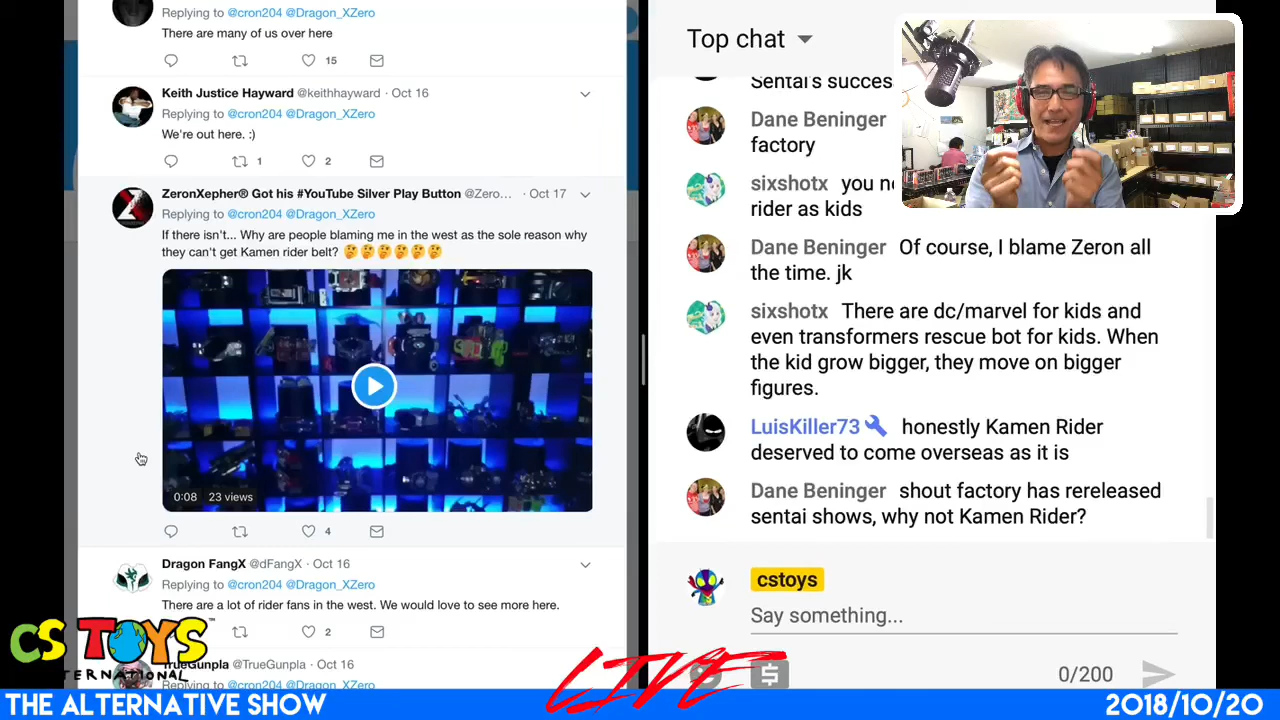 Replying to @cron204 @Dragon_XZero
There are many of us over here
15
Keith Justice Hayward @keithhayward · Oct 16
Replying to @cron204 @Dragon_XZero
We're out here. :)
1 2
ZeronXepher® Got his #YouTube Silver Play Button @Zero... · Oct 17
Replying to @cron204 @Dragon_XZero
If there isn't... Why are people blaming me in the west as the sole reason why
they can't get Kamen rider belt? 🤔🤔🤔🤔🤔🤔
0:08 23 views
4
Dragon FangX @dFangX · Oct 16
Replying to @cron204 @Dragon_XZero
There are a lot of rider fans in the west. We would love to see more here.
2
TrueGunpla @TrueGunpla · Oct 16
Replying to @cron204 @Dragon_XZero
Top chat
Sentai's succes
Dane Beninger
factory
sixshotx you ne
rider as kids
Dane Beninger Of course, I blame Zeron all
the time. jk
sixshotx There are dc/marvel for kids and
even transformers rescue bot for kids. When
the kid grow bigger, they move on bigger
figures.
LuisKiller73 honestly Kamen Rider
deserved to come overseas as it is
Dane Beninger shout factory has rereleased
sentai shows, why not Kamen Rider?
cstoys
Say something...
0/200
CS TOYS™
INTERNATIONAL
LIVE
THE ALTERNATIVE SHOW
2018/10/20